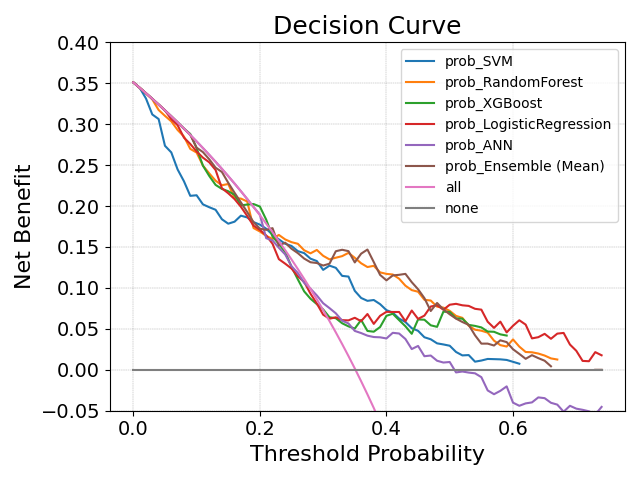 Decision Curve
Net Benefit
0.40
0.35
0.30
0.25
0.20
0.15
0.10
0.05
0.00
−0.05
prob_SVM
prob_RandomForest
prob_XGBoost
prob_LogisticRegression
prob_ANN
prob_Ensemble (Mean)
all
none
0.0 0.2 0.4 0.6
Threshold Probability